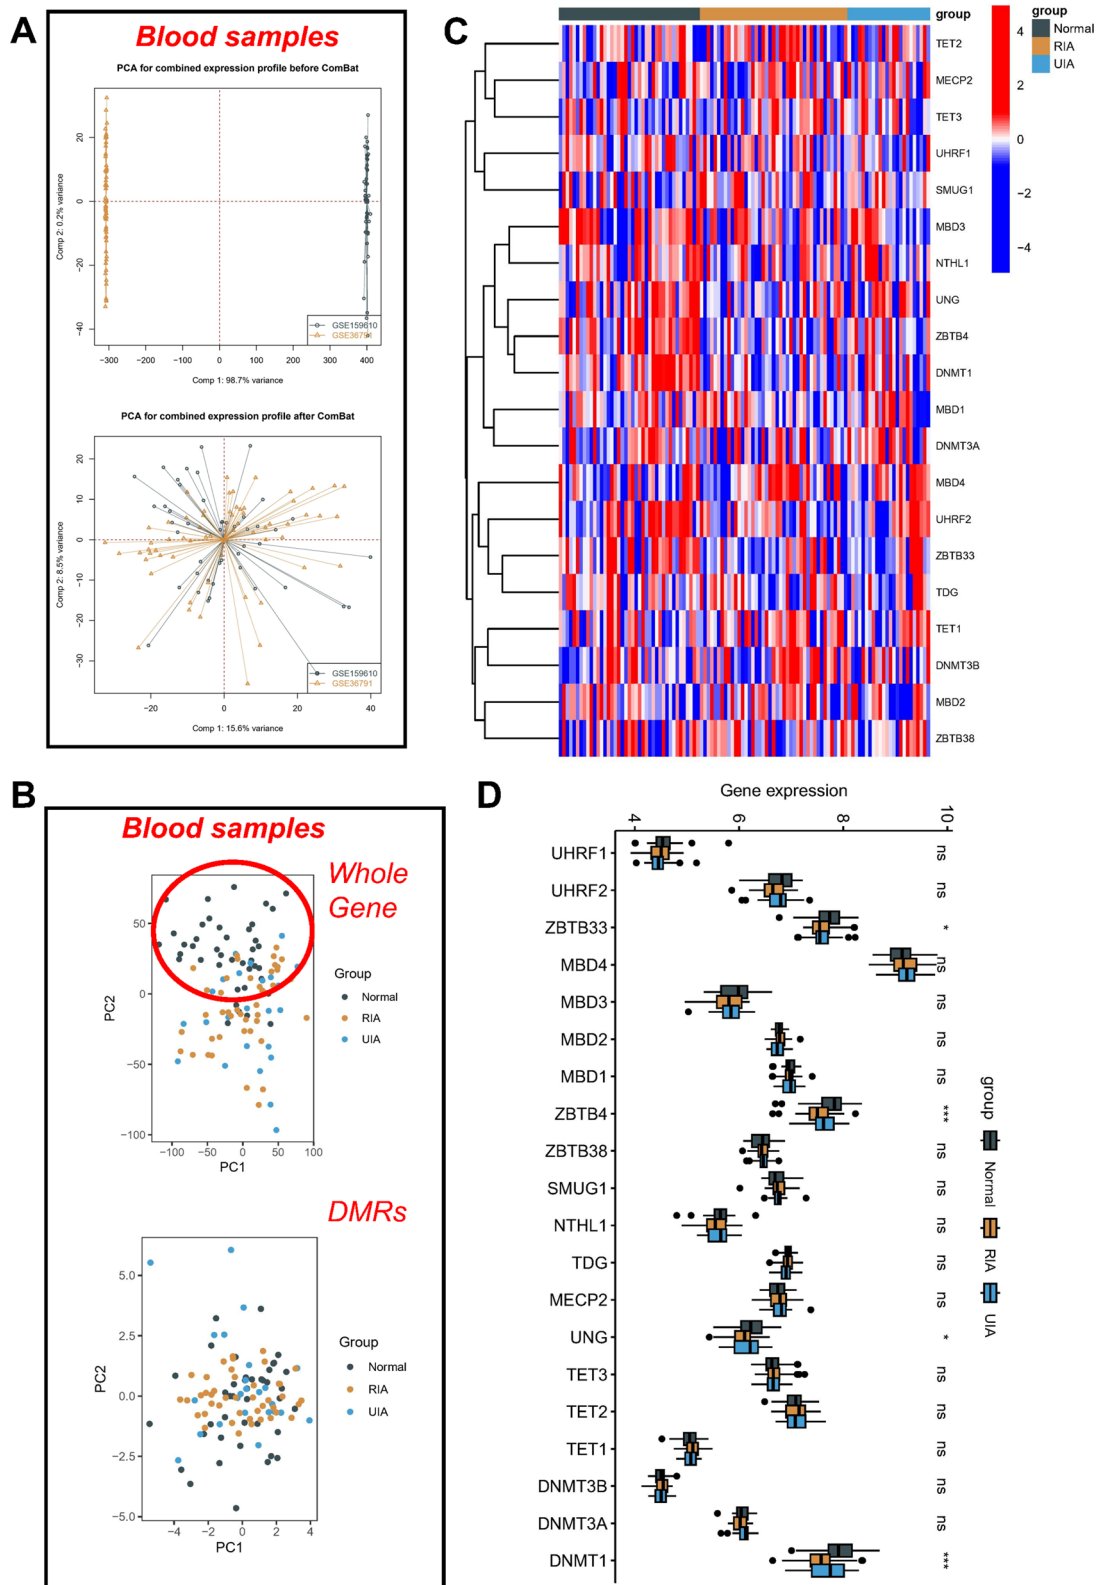 A
Blood samples
PCA for combined expression profile before ComBat
20
0
−20
−40
Comp 2: 0.2% variance
GSE159610
GSE36791
−300
−200
−100
0
100
200
300
400
Comp 1: 98.7% variance
PCA for combined expression profile after ComBat
20
10
0
−10
−20
−30
Comp 2: 8.5% variance
GSE159610
GSE36791
−20
0
20
40
Comp 1: 15.6% variance
C
group
TET2
MECP2
TET3
UHRF1
SMUG1
MBD3
NTHL1
UNG
ZBTB4
DNMT1
MBD1
DNMT3A
MBD4
UHRF2
ZBTB33
TDG
TET1
DNMT3B
MBD2
ZBTB38
4
2
0
−2
−4
group
Normal
RIA
UIA
B
Blood samples
Whole
Gene
50
0
−50
−100
PC2
−100
−50
0
50
100
PC1
Group
Normal
RIA
UIA
DMRs
5.0
2.5
0.0
−2.5
−5.0
PC2
−4
−2
0
2
4
PC1
Group
Normal
RIA
UIA
D
Gene expression
4
6
8
10
UHRF1 ns
UHRF2 ns
ZBTB33 *
MBD4 ns
MBD3 ns
MBD2 ns
MBD1 ns
ZBTB4 ***
ZBTB38 ns
SMUG1 ns
NTHL1 ns
TDG ns
MECP2 ns
UNG *
TET3 ns
TET2 ns
TET1 ns
DNMT3B ns
DNMT3A ns
DNMT1 ***
group
Normal
RIA
UIA